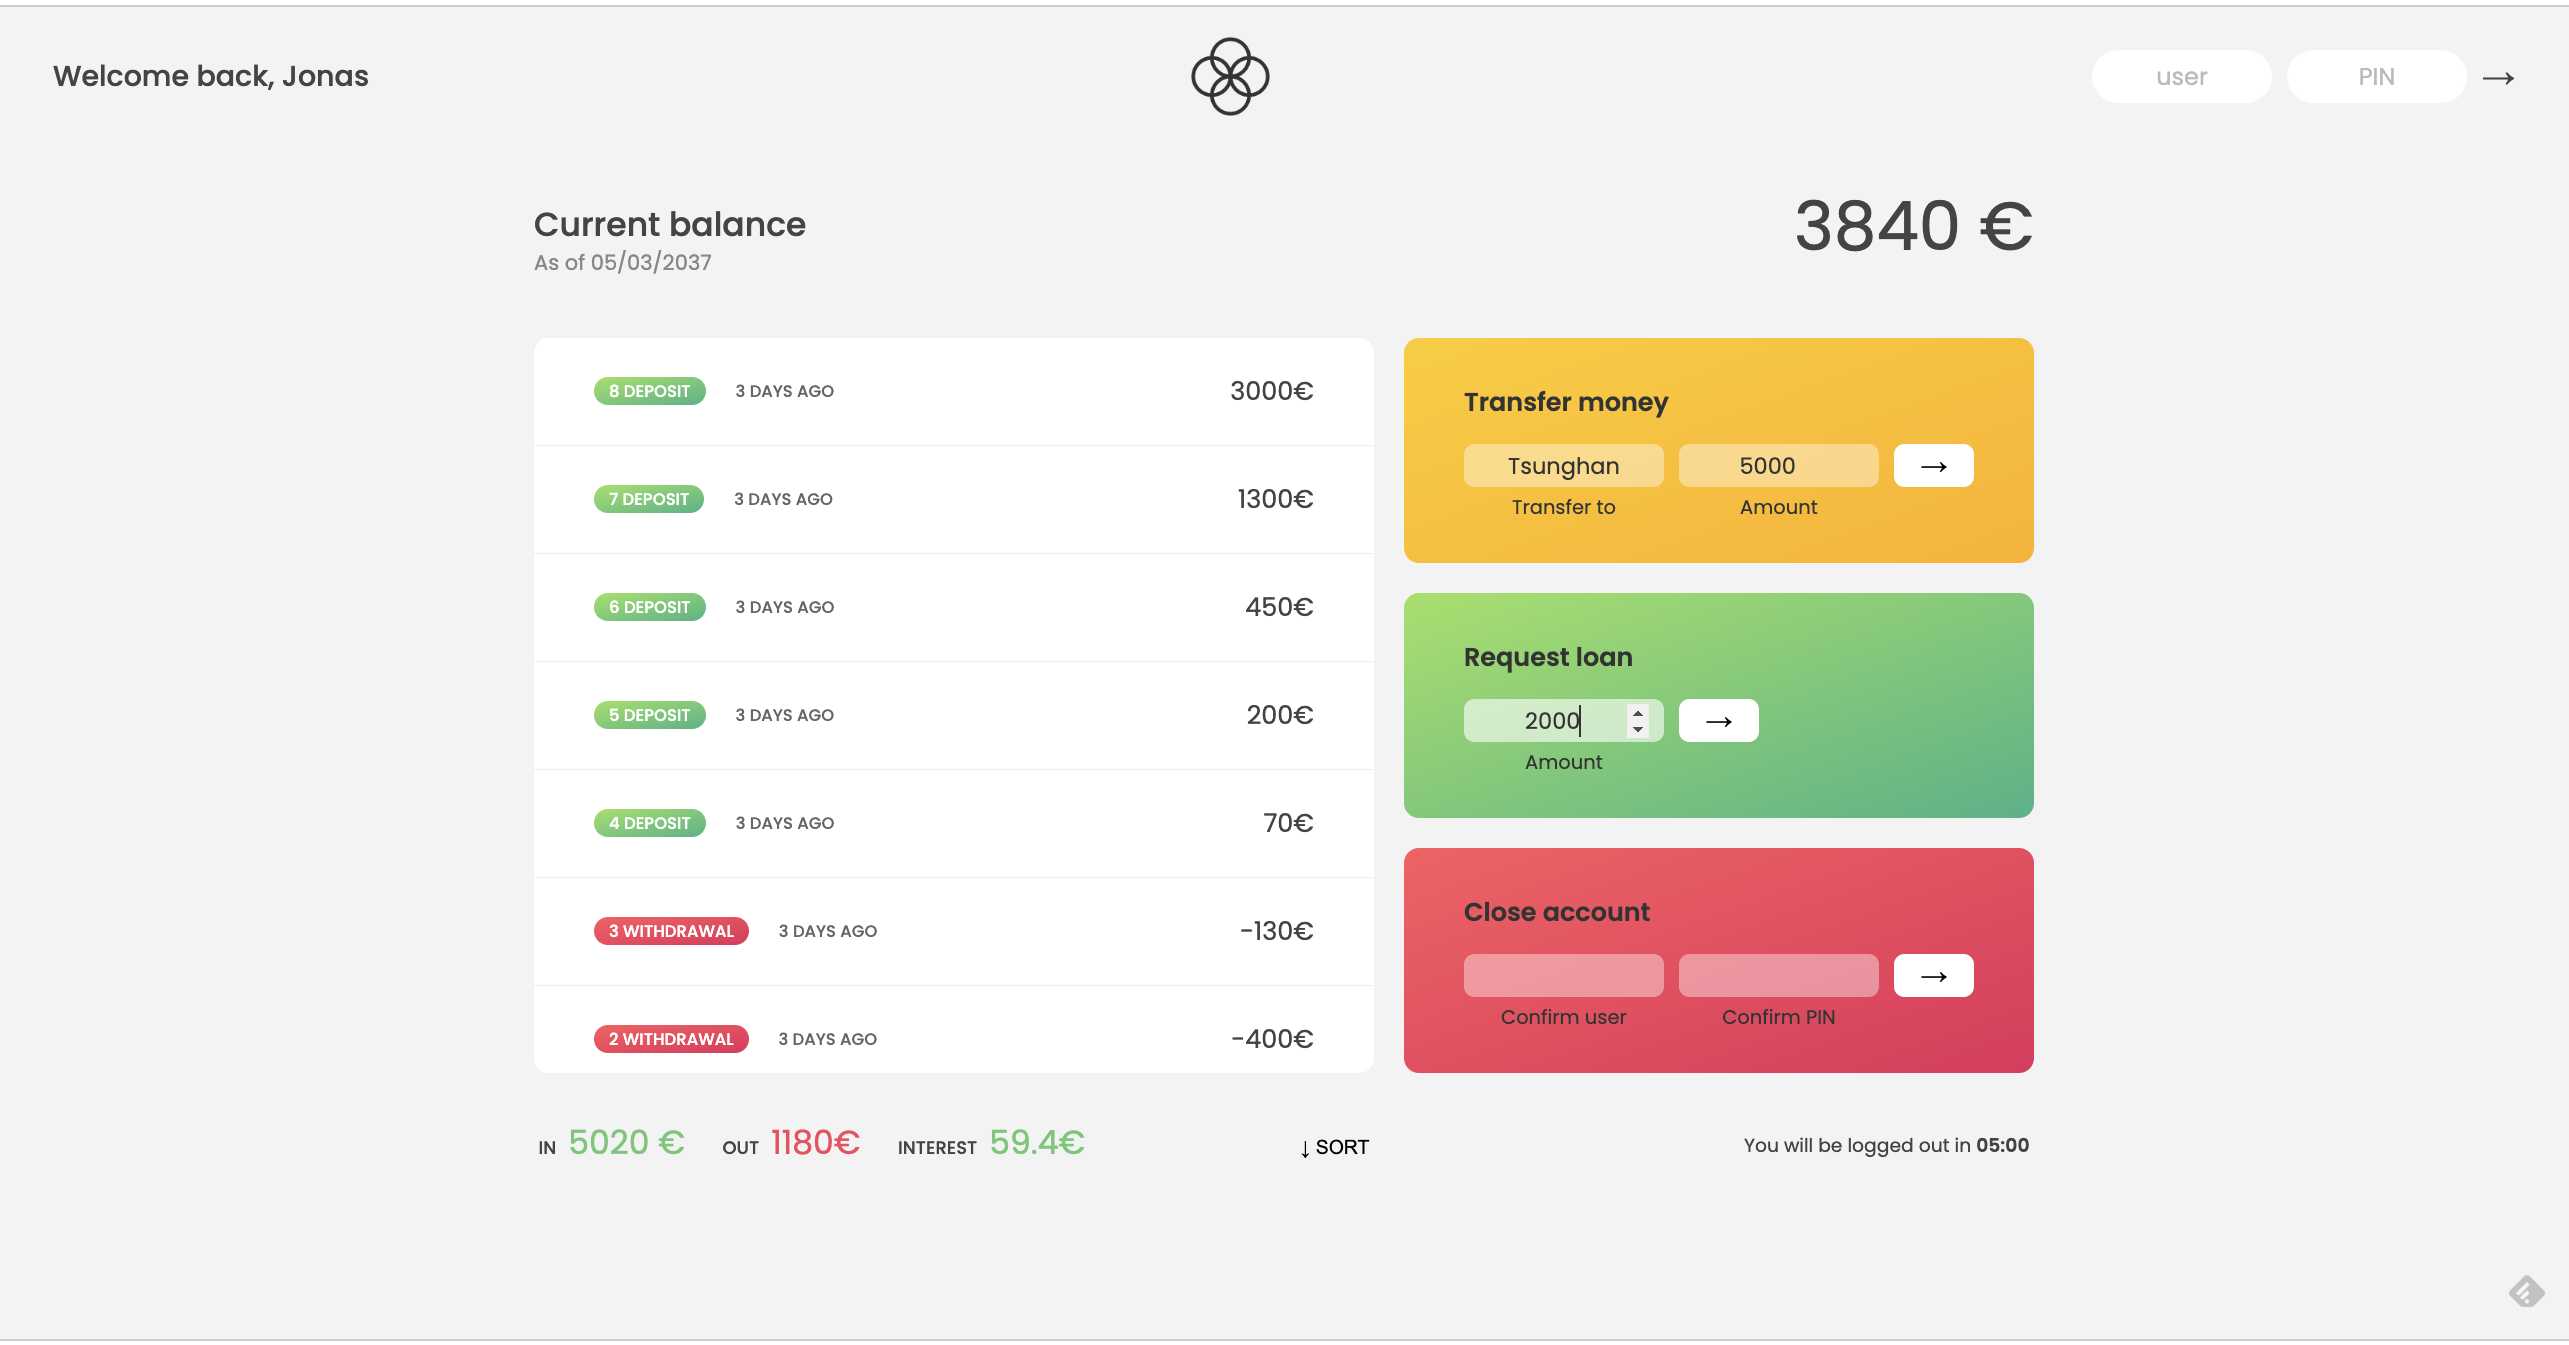 Welcome back, Jonas
user PIN →
Current balance
As of 05/03/2037
3840 €
8 DEPOSIT 3 DAYS AGO 3000€
7 DEPOSIT 3 DAYS AGO 1300€
6 DEPOSIT 3 DAYS AGO 450€
5 DEPOSIT 3 DAYS AGO 200€
4 DEPOSIT 3 DAYS AGO 70€
3 WITHDRAWAL 3 DAYS AGO -130€
2 WITHDRAWAL 3 DAYS AGO -400€
Transfer money
Tsunghan 5000 →
Transfer to Amount
Request loan
2000 →
Amount
Close account
→
Confirm user Confirm PIN
IN 5020 € OUT 1180€ INTEREST 59.4€ ↓ SORT
You will be logged out in 05:00